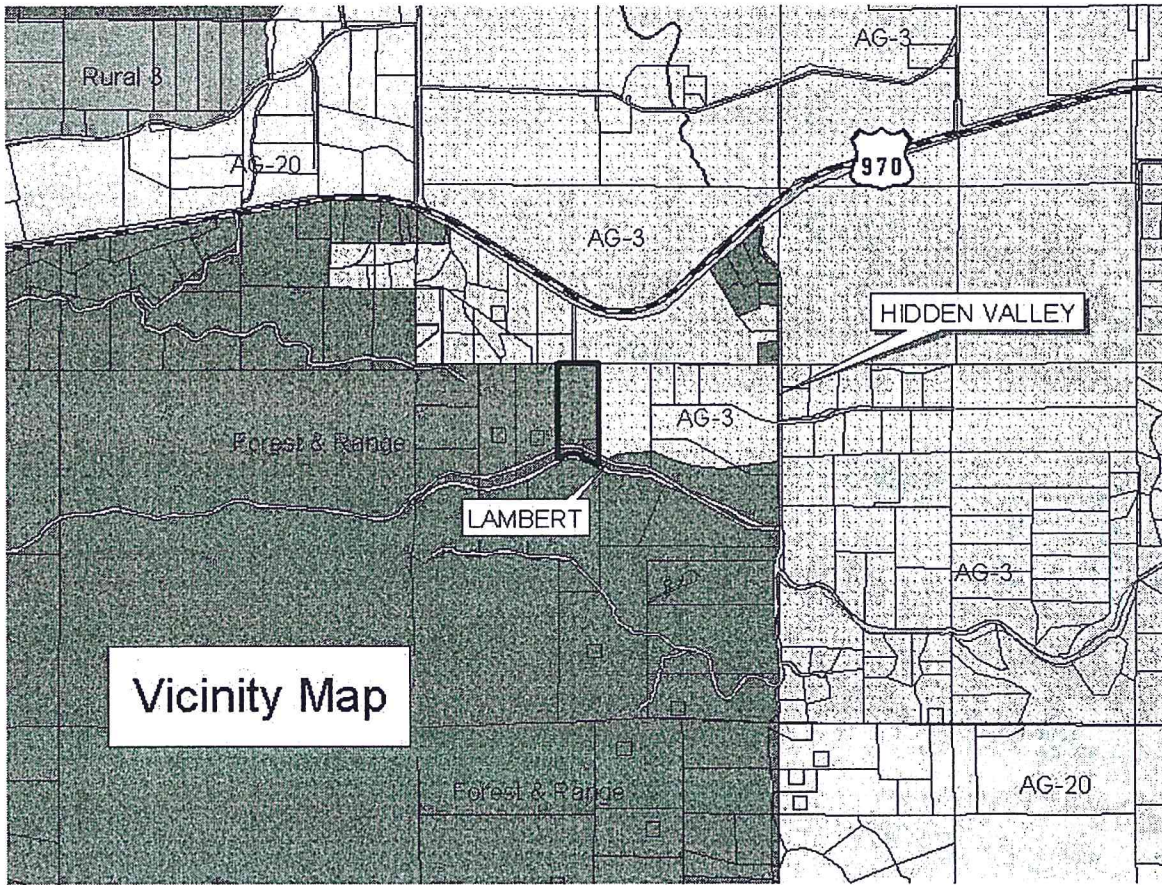 AG-3
Rural 3
970
AG-20
AG-3
HIDDEN VALLEY
AG-3
Forest & Range
LAMBERT
AG-3
Vicinity Map
AG-20
Forest & Range